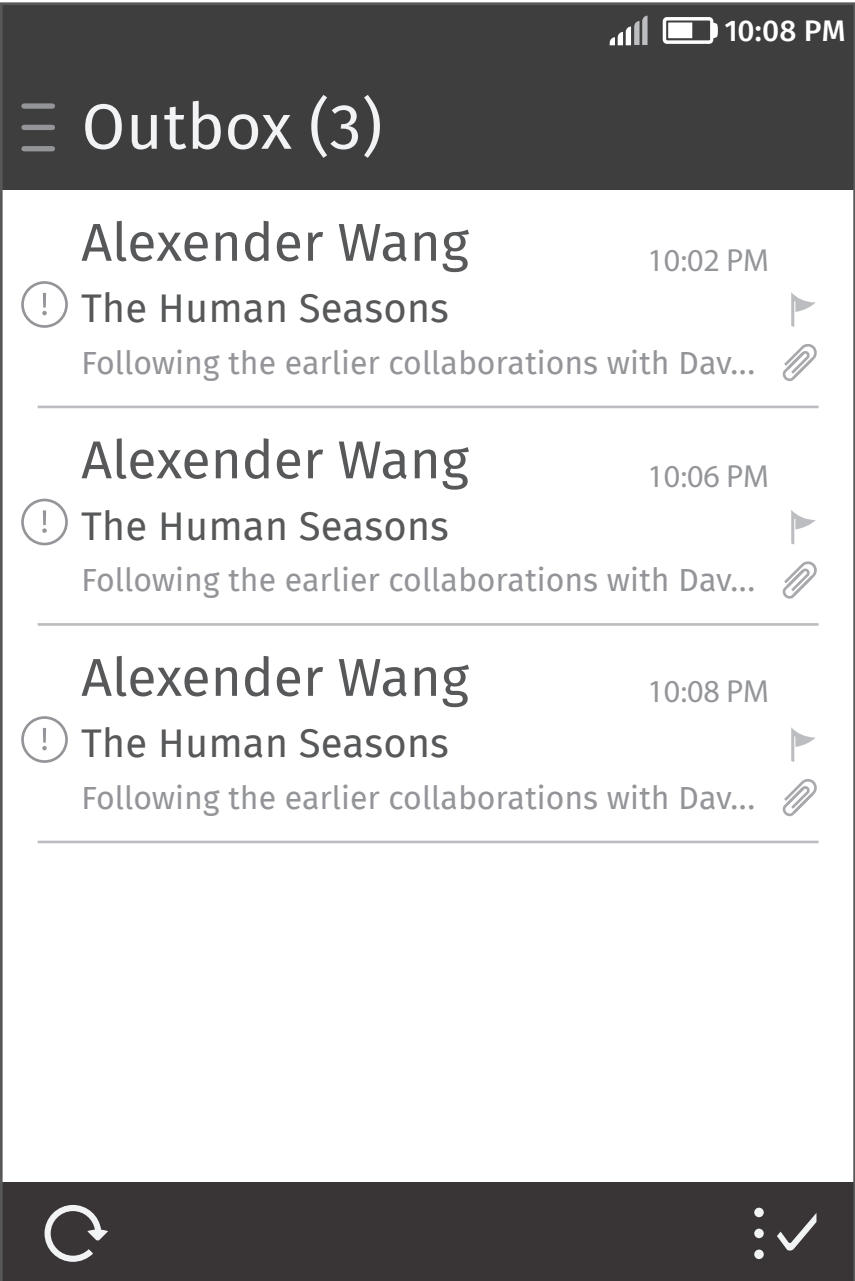 10:08 PM
Outbox (3)
Alexender Wang
10:02 PM
The Human Seasons
Following the earlier collaborations with Dav...
Alexender Wang
10:06 PM
The Human Seasons
Following the earlier collaborations with Dav...
Alexender Wang
10:08 PM
The Human Seasons
Following the earlier collaborations with Dav...